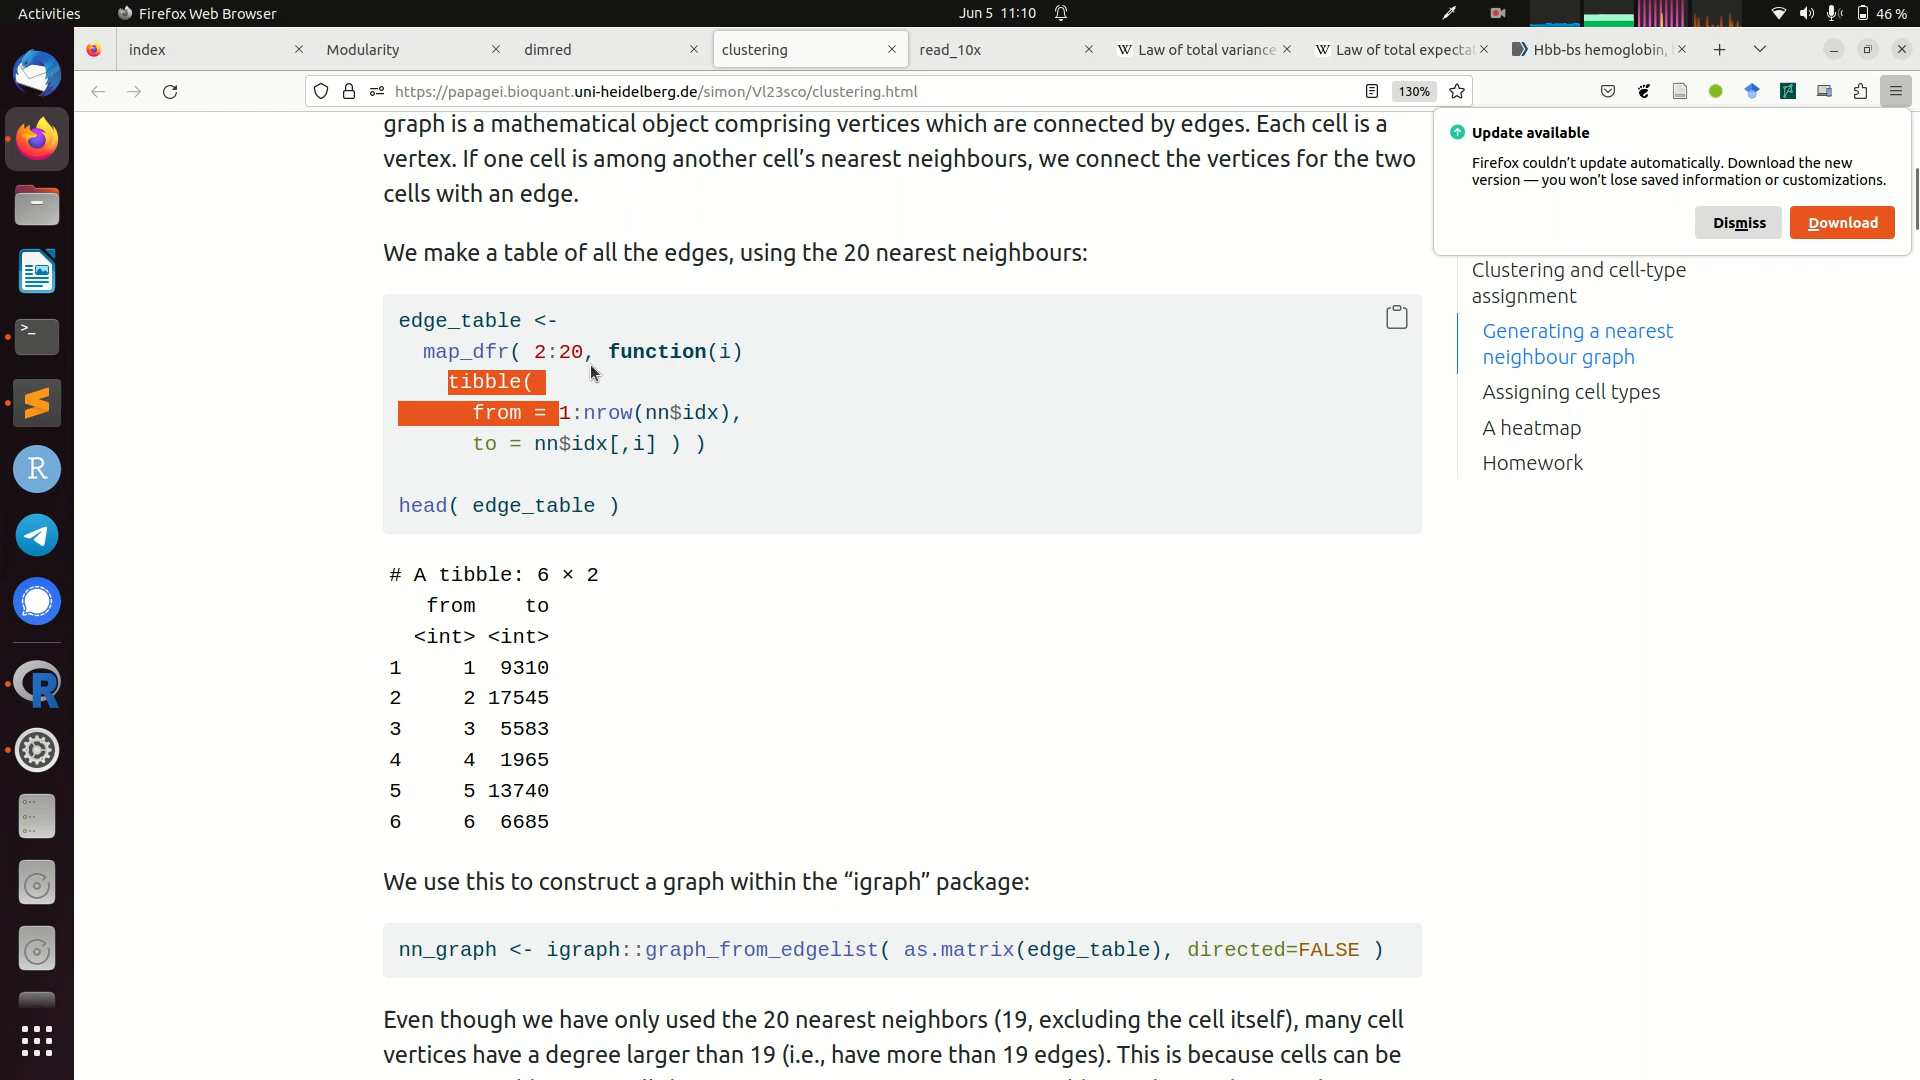 Activities
Firefox Web Browser
Jun 5 11:10
46 %
index
Modularity
dimred
clustering
read_10x
Law of total variance
Law of total expecta
Hbb-bs hemoglobin,
https://papagei.bioquant.uni-heidelberg.de/simon/Vl23sco/clustering.html
130%
graph is a mathematical object comprising vertices which are connected by edges. Each cell is a
vertex. If one cell is among another cell’s nearest neighbours, we connect the vertices for the two
cells with an edge.
We make a table of all the edges, using the 20 nearest neighbours:
edge_table <-
map_dfr( 2:20, function(i)
tibble(
from = 1:nrow(nn$idx),
to = nn$idx[,i] ) )
head( edge_table )
# A tibble: 6 × 2
from to
<int> <int>
1 1 9310
2 2 17545
3 3 5583
4 4 1965
5 5 13740
6 6 6685
We use this to construct a graph within the “igraph” package:
nn_graph <- igraph::graph_from_edgelist( as.matrix(edge_table), directed=FALSE )
Even though we have only used the 20 nearest neighbors (19, excluding the cell itself), many cell
vertices have a degree larger than 19 (i.e., have more than 19 edges). This is because cells can be
Update available
Firefox couldn’t update automatically. Download the new
version — you won’t lose saved information or customizations.
Dismiss
Download
Clustering and cell-type
assignment
Generating a nearest
neighbour graph
Assigning cell types
A heatmap
Homework